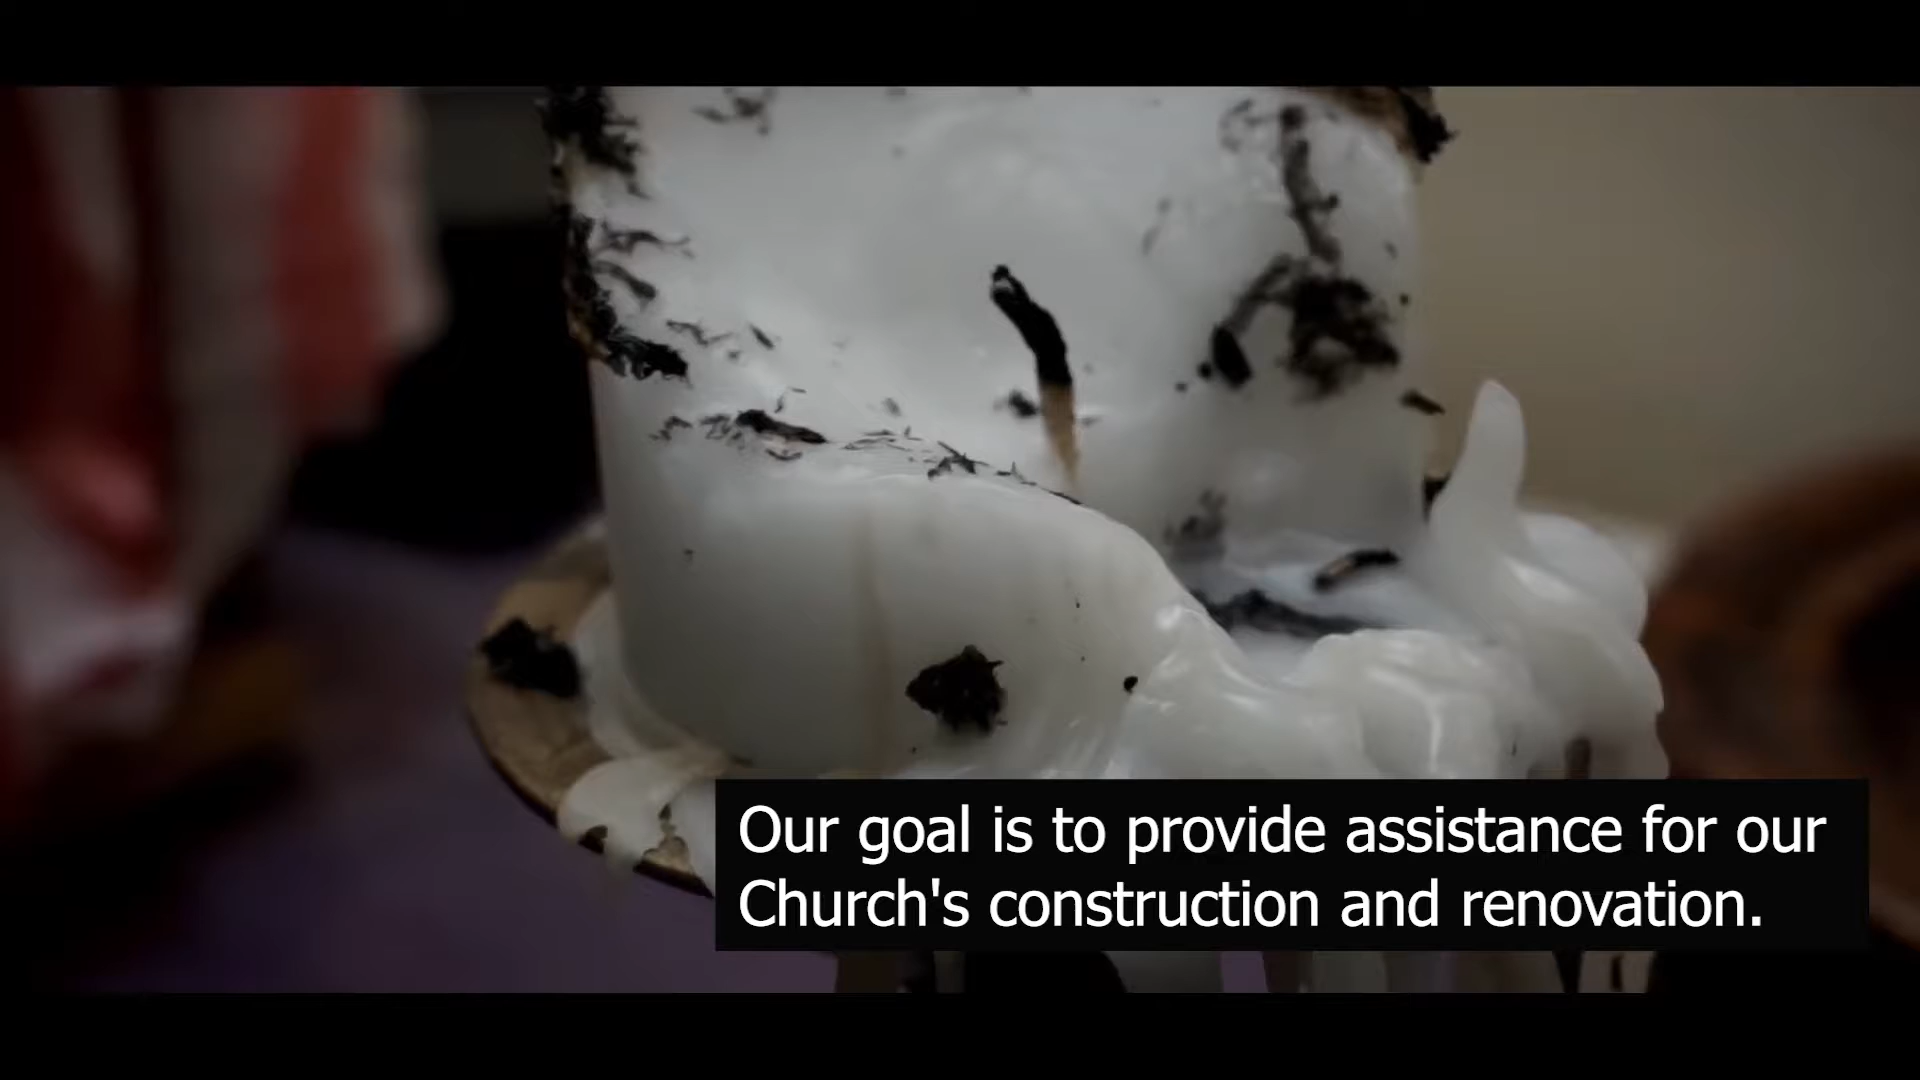 Our goal is to provide assistance for our
Church's construction and renovation.